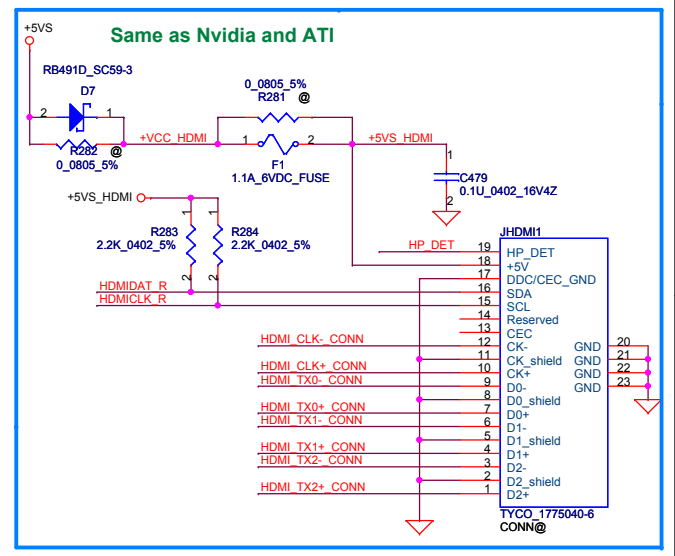 +5VS
Same as Nvidia and ATI
RB491D_SC59-3
D7
2
1
R282
@
0_0805_5%
+VCC_HDMI
0_0805_5%
R281
@
1
2
F1
1.1A_6VDC_FUSE
+5VS_HDMI
1
C479
0.1U_0402_16V4Z
2
+5VS_HDMI
1
1
R283
2.2K_0402_5%
R284
2.2K_0402_5%
2
2
HDMIDAT_R
HDMICLK_R
JHDMI1
HP_DET 19 HP_DET
18 +5V
17 DDC/CEC_GND
16 SDA
15 SCL
14 Reserved
13 CEC
HDMI_CLK-_CONN 12 CK-
11 CK_shield
HDMI_CLK+_CONN 10 CK+
HDMI_TX0-_CONN 9 D0-
8 D0_shield
HDMI_TX0+_CONN 7 D0+
HDMI_TX1-_CONN 6 D1-
5 D1_shield
HDMI_TX1+_CONN 4 D1+
HDMI_TX2-_CONN 3 D2-
2 D2_shield
HDMI_TX2+_CONN 1 D2+
GND 20
GND 21
GND 22
GND 23
TYCO_1775040-6
CONN@